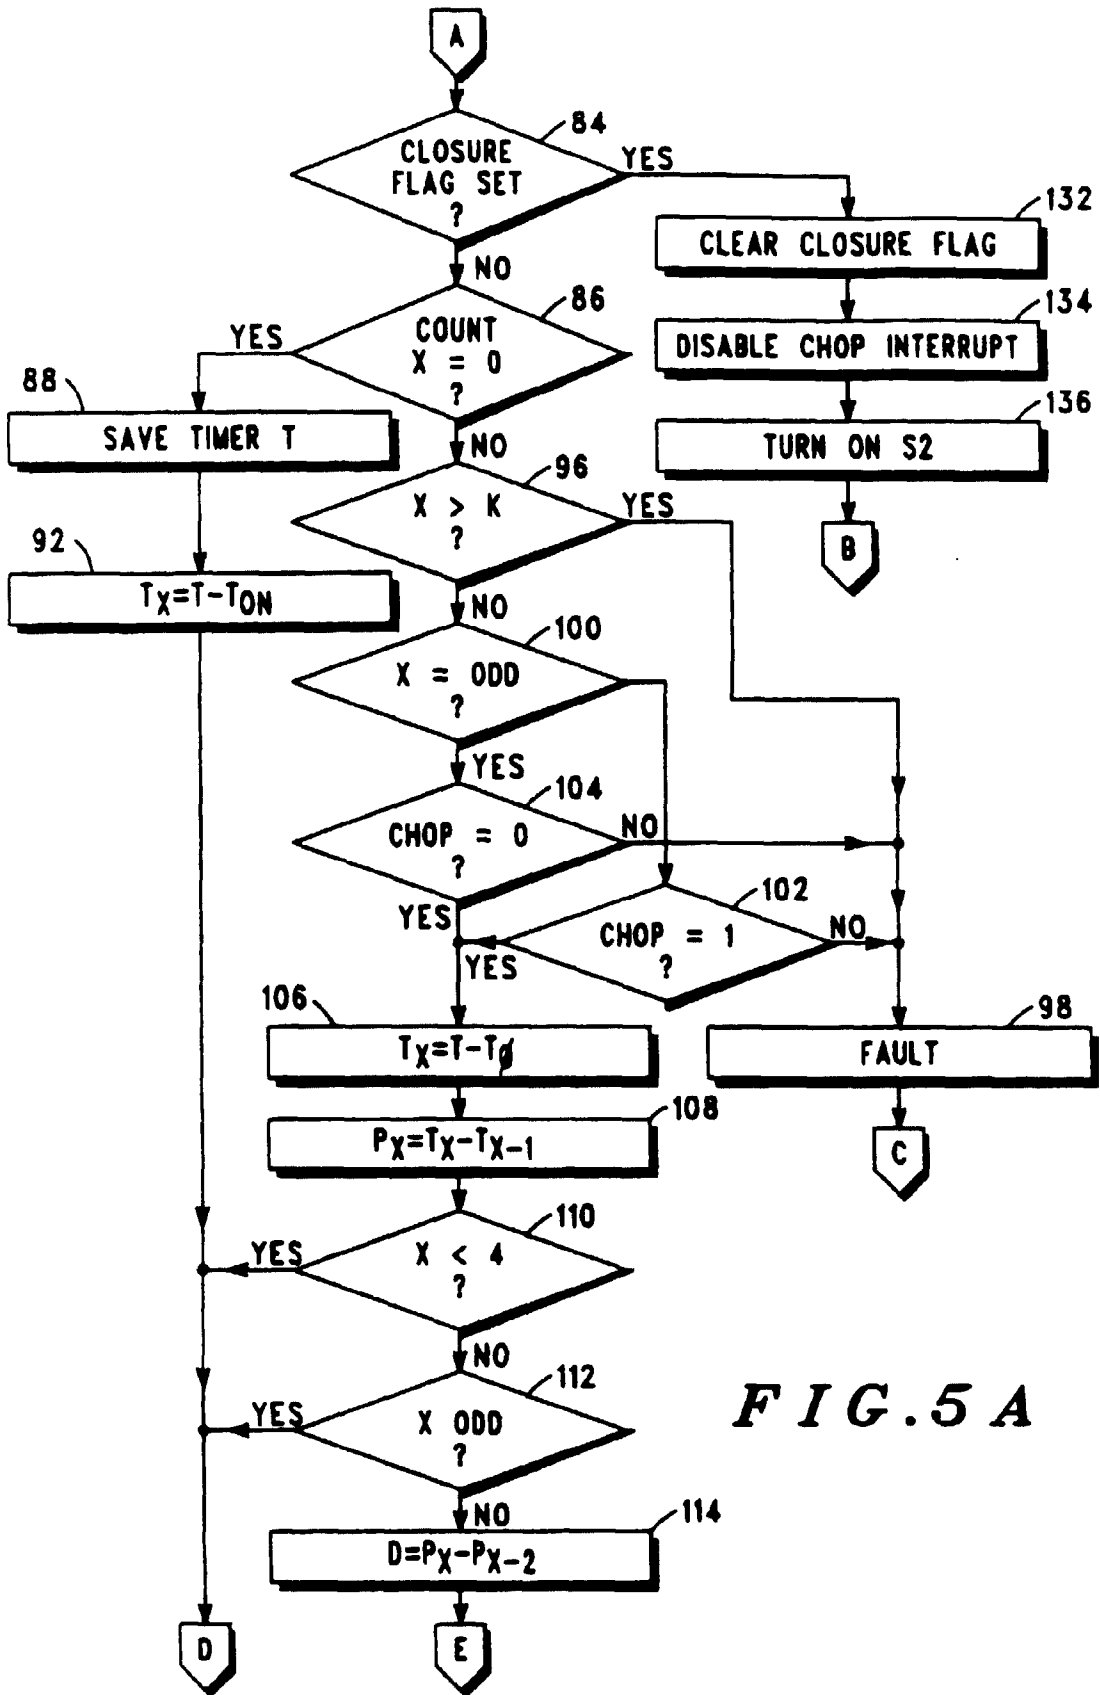 A
84
CLOSURE
FLAG SET
?
YES
NO
132
CLEAR CLOSURE FLAG
134
DISABLE CHOP INTERRUPT
136
TURN ON S2
B
86
COUNT
X = 0
?
YES
NO
88
SAVE TIMER T
92
TX=T-TON
96
X > K
?
YES
NO
100
X = ODD
?
YES
104
CHOP = 0
?
NO
YES
102
CHOP = 1
?
NO
YES
106
TX=T-TØ
98
FAULT
C
108
PX=TX-TX-1
110
X < 4
?
YES
NO
112
X ODD
?
YES
NO
114
D=PX-PX-2
D
E
FIG.5A